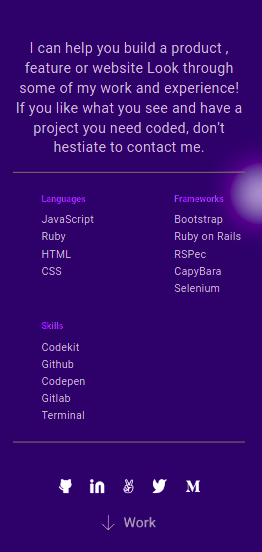 I can help you build a product ,
feature or website Look through
some of my work and experience!
If you like what you see and have a
project you need coded, don't
hestiate to contact me.
Languages
JavaScript
Ruby
HTML
CSS
Frameworks
Bootstrap
Ruby on Rails
RSPec
CapyBara
Selenium
Skills
Codekit
Github
Codepen
Gitlab
Terminal
in
M
Work